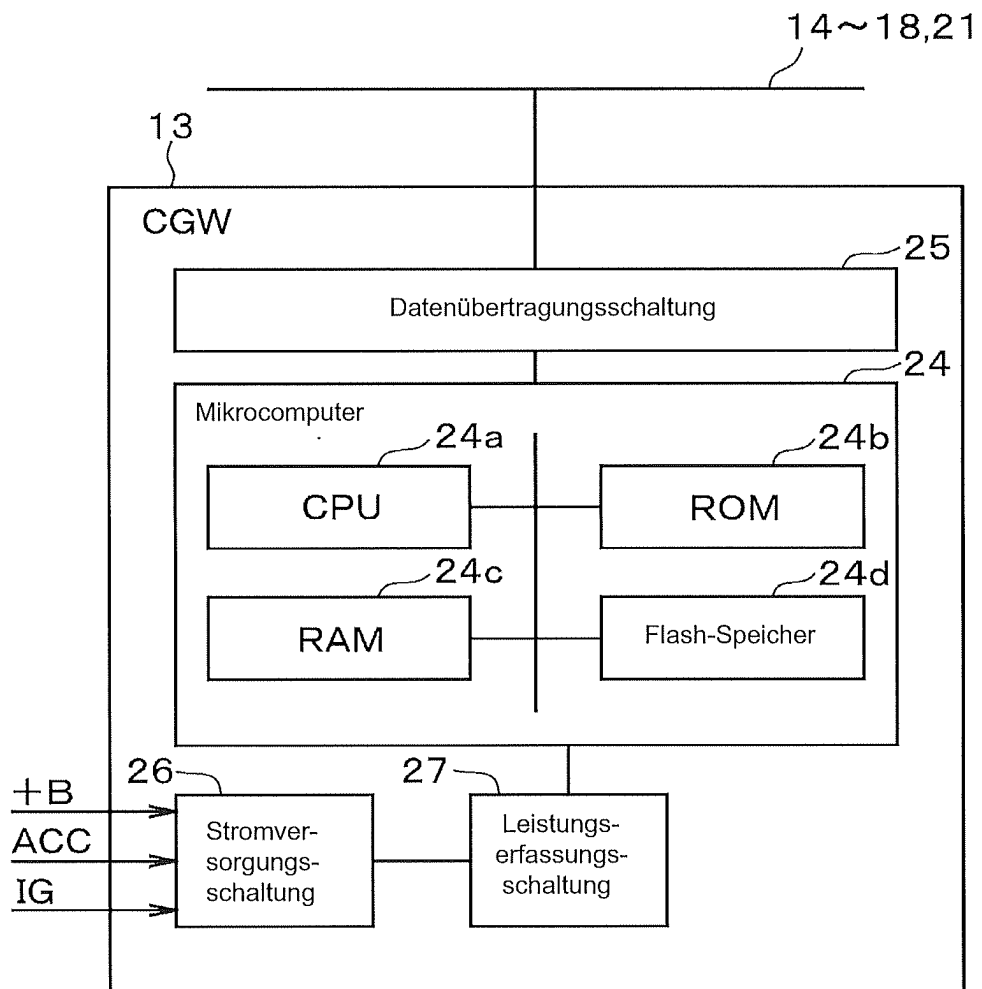 14～18,21
13
CGW
25
Datenübertragungsschaltung
24
Mikrocomputer
24a
24b
CPU
ROM
24c
24d
RAM
Flash-Speicher
26
27
+B
ACC
IG
Stromver-
sorgungs-
schaltung
Leistungs-
erfassungs-
schaltung